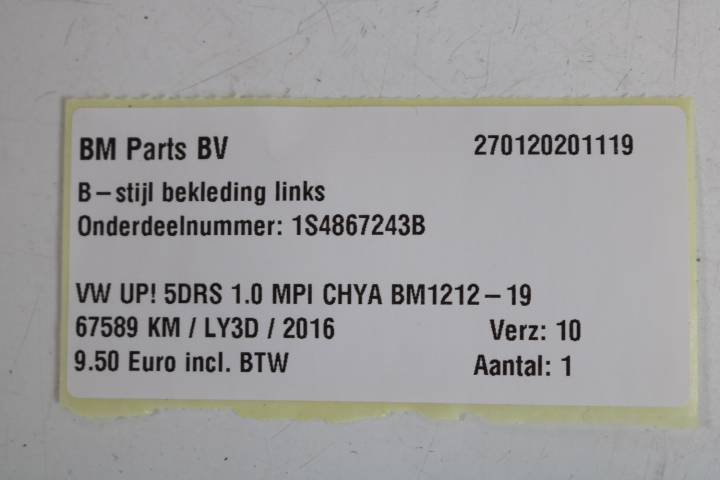 BM Parts BV 270120201119
B-stijl bekleding links
Onderdeelnummer: 1S4867243B
VW UP! 5DRS 1.0 MPI CHYA BM1212-19
67589 KM / LY3D / 2016 Verz: 10
9.50 Euro incl. BTW Aantal: 1